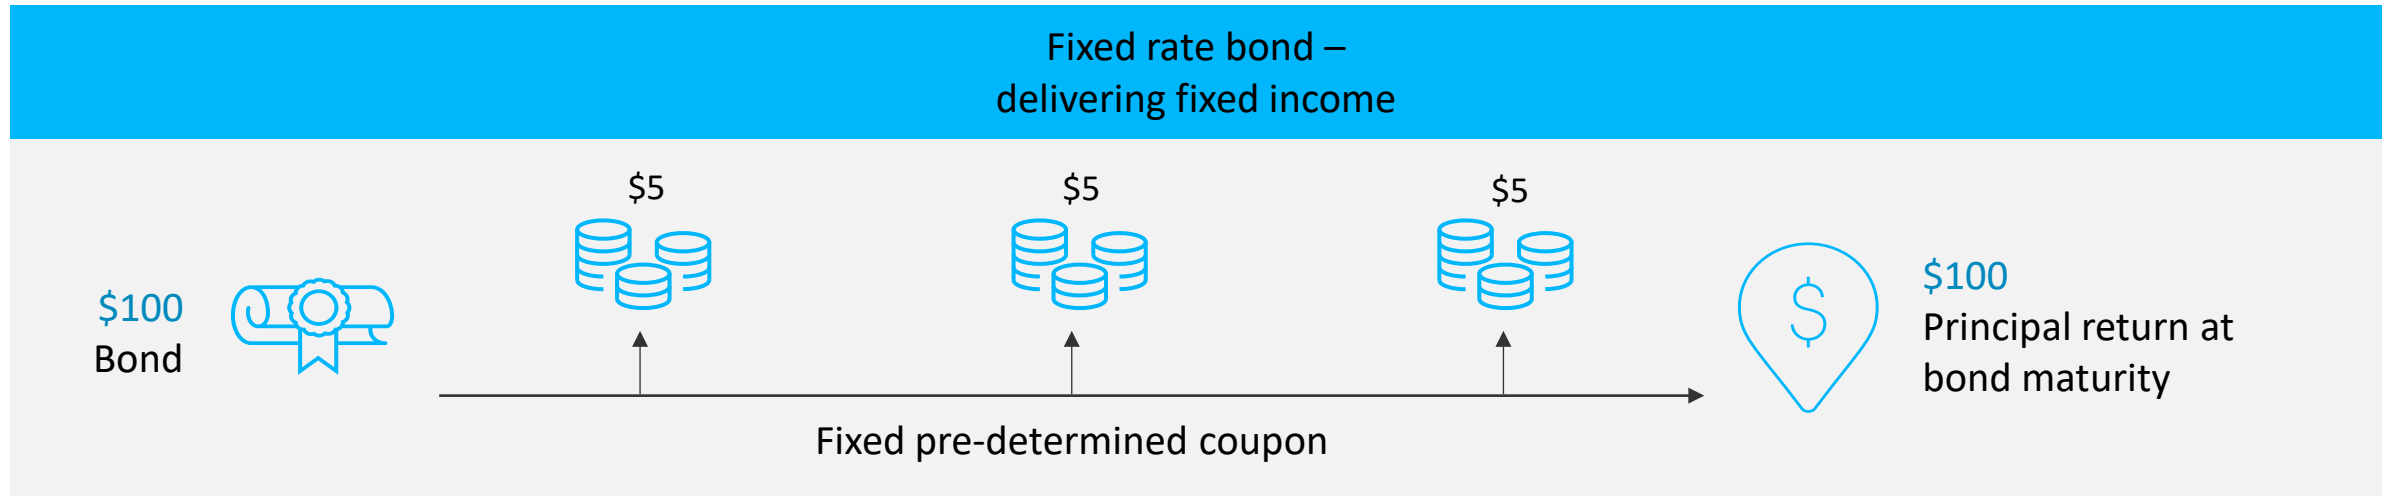 Fixed rate bond –
delivering fixed income
$5
$5
$5
$100
Bond
$
$100
Principal return at
bond maturity
Fixed pre-determined coupon